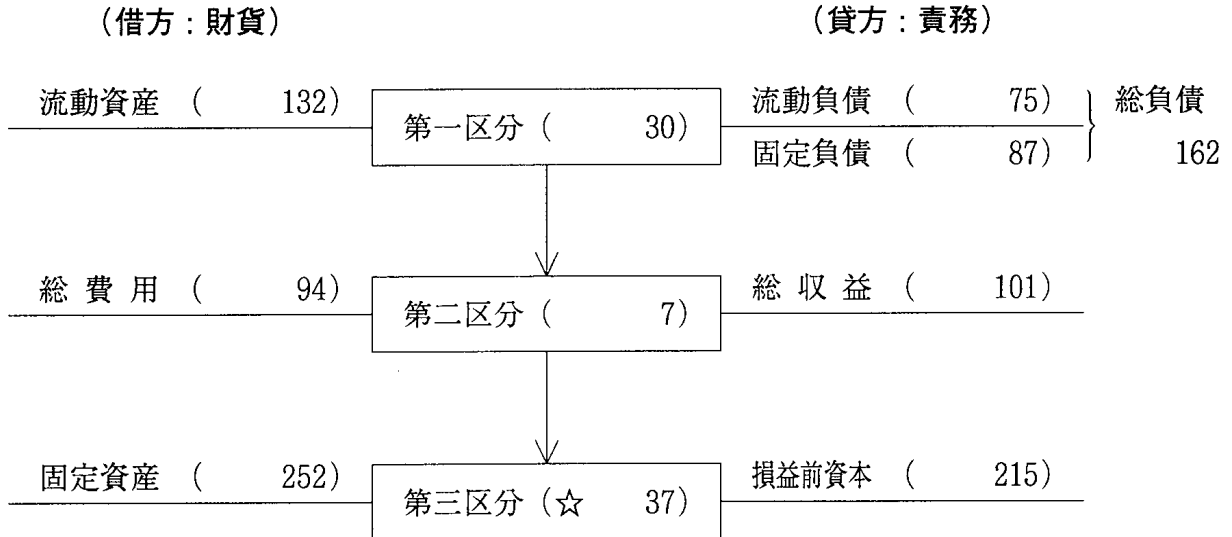 (借方：財貨) (貸方：責務)
流動資産 ( 132) 第一区分 ( 30) 流動負債 ( 75) 総負債
固定負債 ( 87) 162
総費用 ( 94) 第二区分 ( 7) 総収益 ( 101)
固定資産 ( 252) 第三区分 (☆ 37) 損益前資本 ( 215)